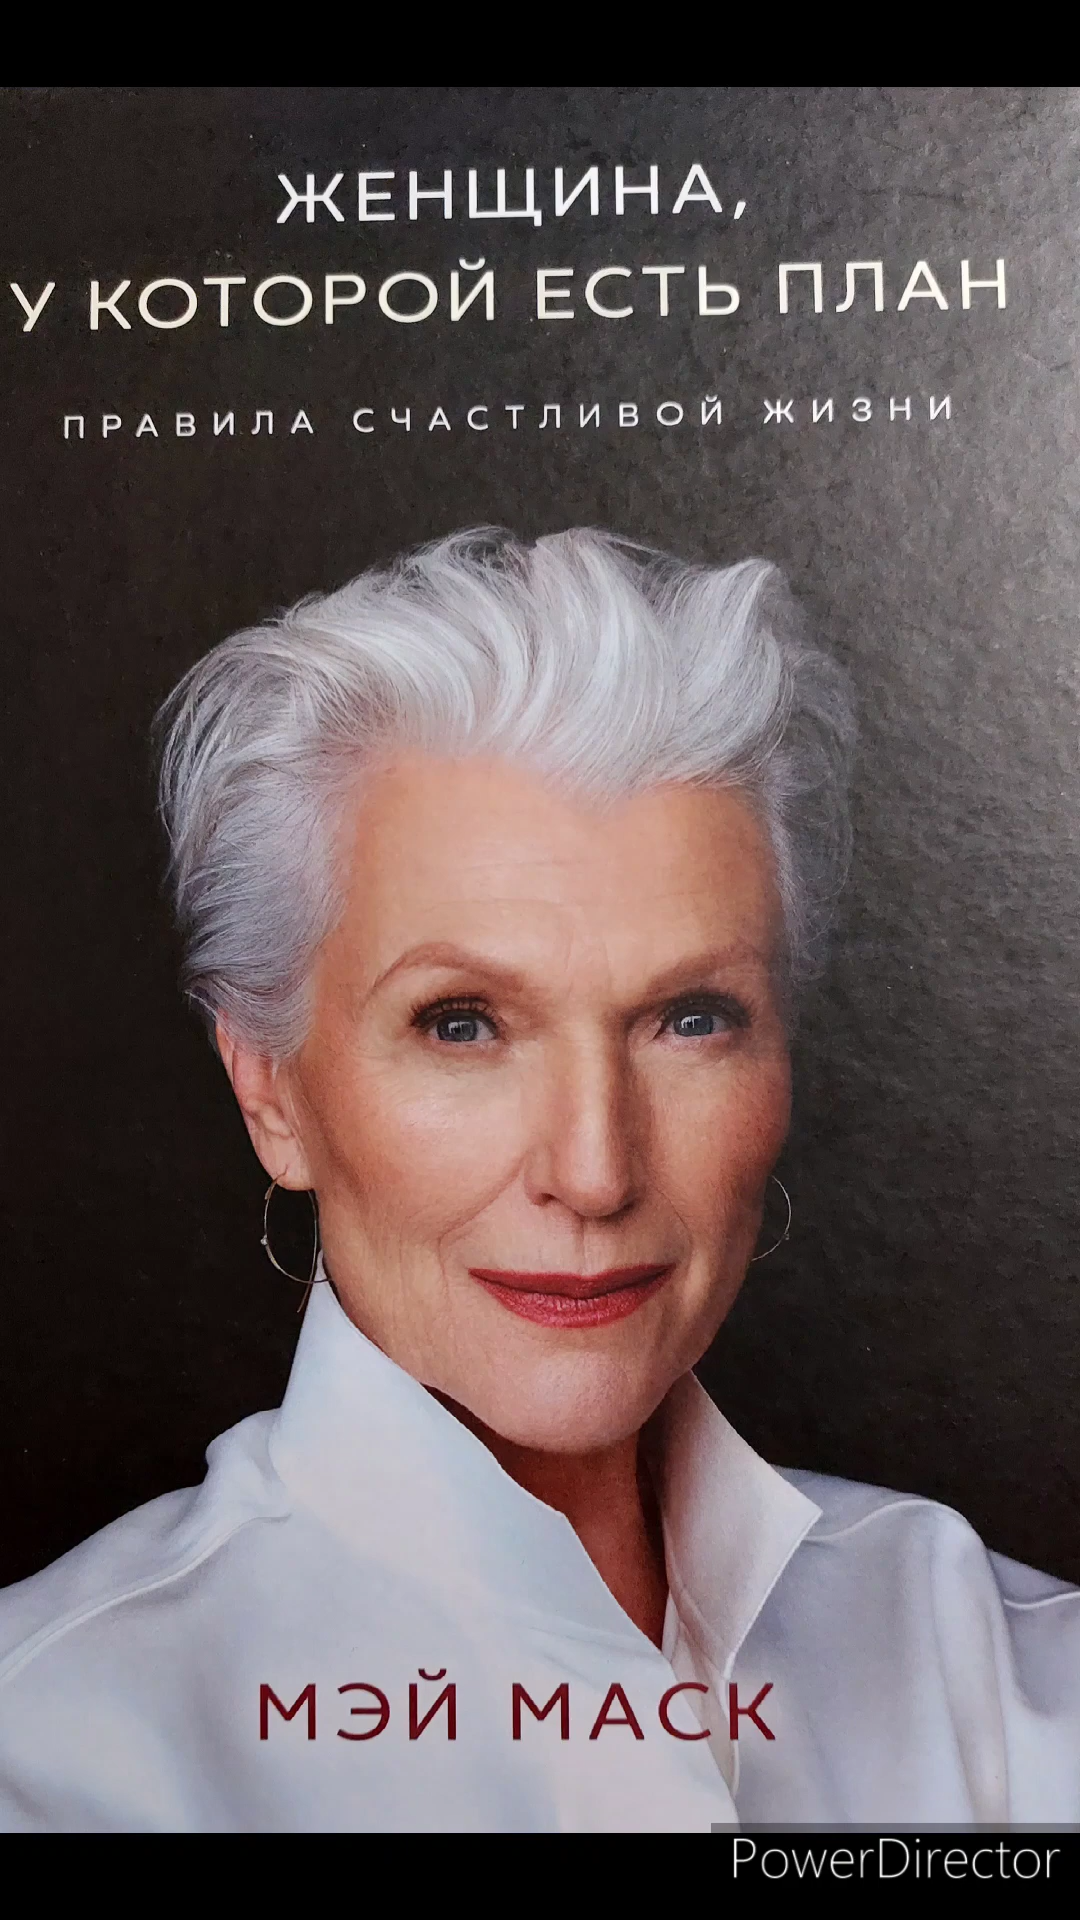 ЖЕНЩИНА,
У КОТОРОЙ ЕСТЬ ПЛАН
ПРАВИЛА СЧАСТЛИВОЙ ЖИЗНИ
МЭЙ МАСК
PowerDirector